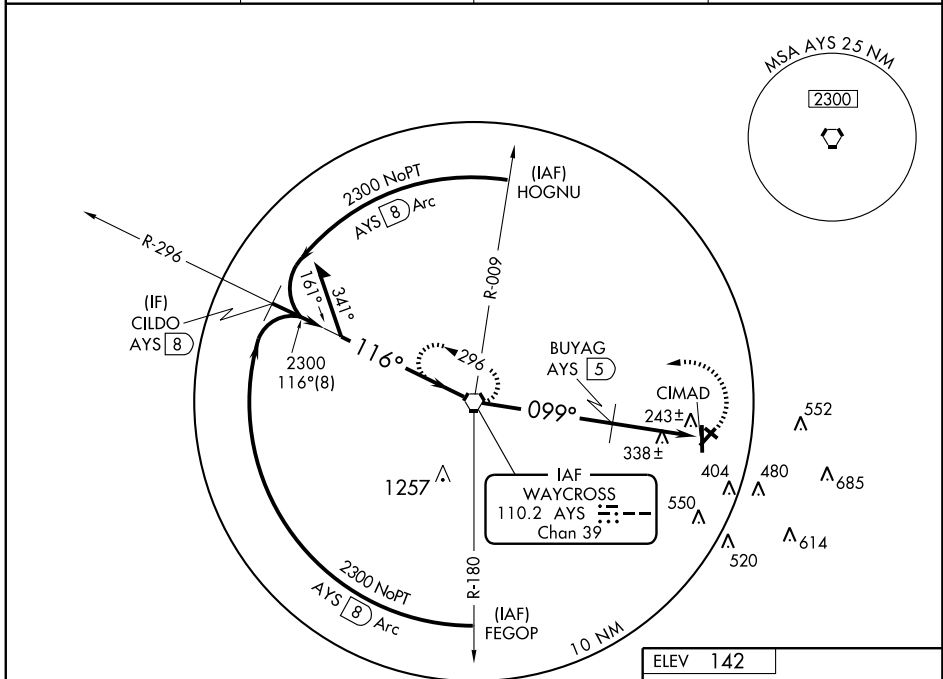 MSA AYS 25 NM
2300
2300 NoPT
AYS 8 Arc
(IAF)
HOGNU
R-296
R-009
161°
341°
(IF)
CILDO
AYS 8
2300
116°(8)
116°
296
BUYAG
AYS 5
099°
CIMAD
243±
338±
552
404
480
685
550
614
520
1257
IAF
WAYCROSS
110.2 AYS
Chan 39
R-180
2300 NoPT
AYS 8 Arc
(IAF)
FEGOP
10 NM
ELEV 142